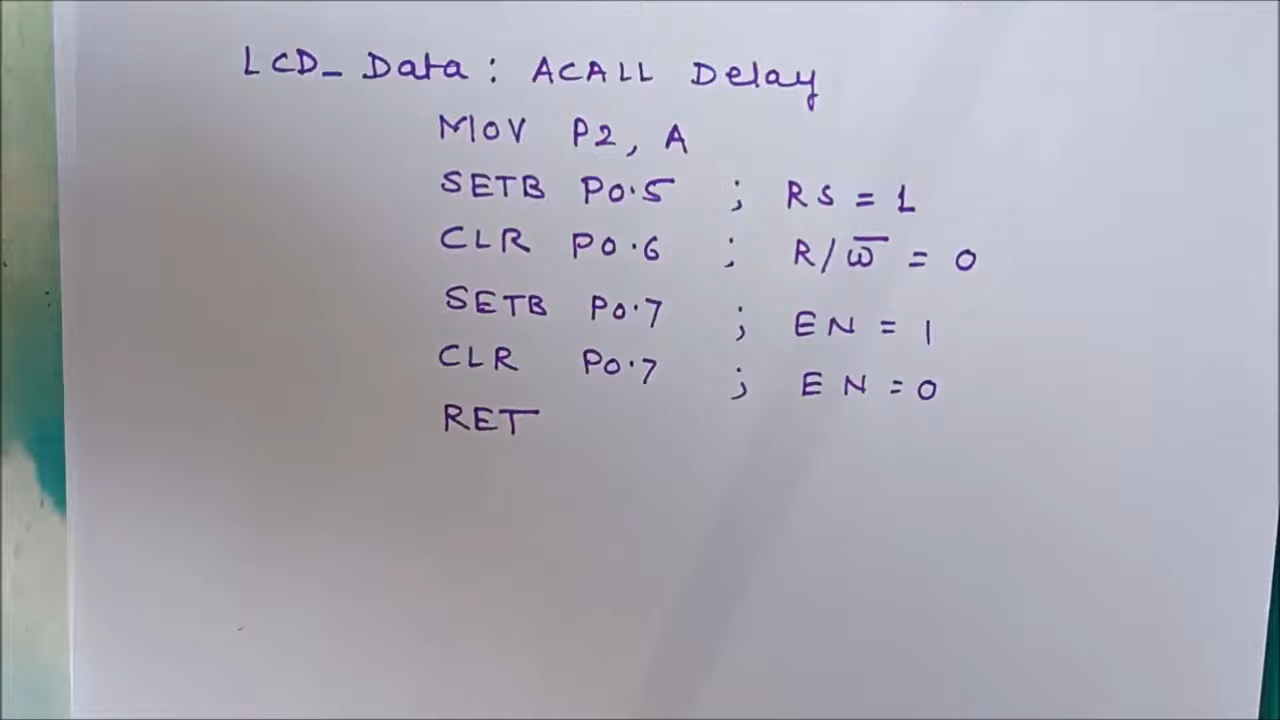 LCD_ Data : ACALL Delay
MOV P2, A
SETB P0.5 ; RS = 1
CLR P0.6 ; R/w̅ = 0
SETB P0.7 ; EN = 1
CLR P0.7 ; EN = 0
RET